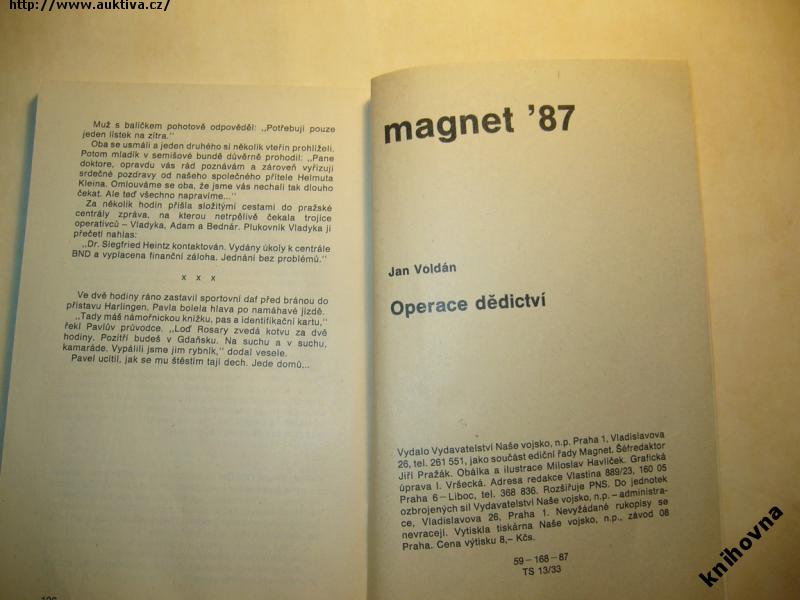 http://www.auktiva.cz/
Muž s balíčkem pohotově odpověděl: „Potřebuji pouze
jeden lístek na zítra."
Oba se usmáli a jeden druhého si několik vteřin prohlíželi.
Potom mladík v semišové bundě důvěrně prohodil: „Pane
doktore, opravdu vás rád poznávám a zároveň vyřizuji
srdečné pozdravy od našeho společného přítele Helmuta
Kleina. Omlouváme se oba, že jsme vás nechali tak dlouho
čekat. Ale teď všechno napravíme..."
Za několik hodin přišla složitými cestami do pražské
centrály zpráva, na kterou netrpělivě čekala trojice
operativců – Vladyka, Adam a Bednár. Plukovník Vladyka ji
přečetl nahlas:
„Dr. Siegfried Heintz kontaktován. Vydány úkoly k centrále
BND a vyplacena finanční záloha. Jednání bez problémů."
x x x
Ve dvě hodiny ráno zastavil sportovní daf před bránou do
přístavu Harlingen. Pavla bolela hlava po namáhavé jízdě.
„Tady máš námořnickou knížku, pas a identifikační kartu,"
řekl Pavlův průvodce. „Loď Rosary zvedá kotvu za dvě
hodiny. Pozítří budeš v Gdaňsku. Na suchu a v suchu,
kamaráde. Vypálili jsme jim rybník," dodal vesele.
Pavel ucítil, jak se mu štěstím tají dech. Jede domů...
126
magnet '87
Jan Voldán
Operace dědictví
Vydalo Vydavatelství Naše vojsko, n.p. Praha 1, Vladislavova
26, tel. 261 551, jako součást ediční řady Magnet. Šéfredaktor
Jiří Pražák. Obálka a ilustrace Miloslav Havlíček. Grafická
úprava I. Vršecká. Adresa redakce Vlastina 889/23, 160 05
Praha 6 – Liboc, tel. 368 836. Rozšiřuje PNS. Do jednotek
ozbrojených sil Vydavatelství Naše vojsko, n.p. – administra-
ce, Vladislavova 26, Praha 1. Nevyžádané rukopisy se
nevracejí. Vytiskla tiskárna Naše vojsko, n.p., závod 08
Praha. Cena výtisku 8,– Kčs.
59–168–87
TS 13/33
knihovna